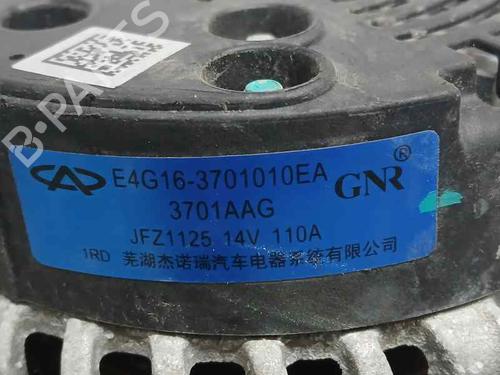 E4G16-3701010EA
GNR®
3701AAG
JFZ1125 14V 110A
1RD 芜湖杰诺瑞汽车电器系统有限公司
B-PARTS